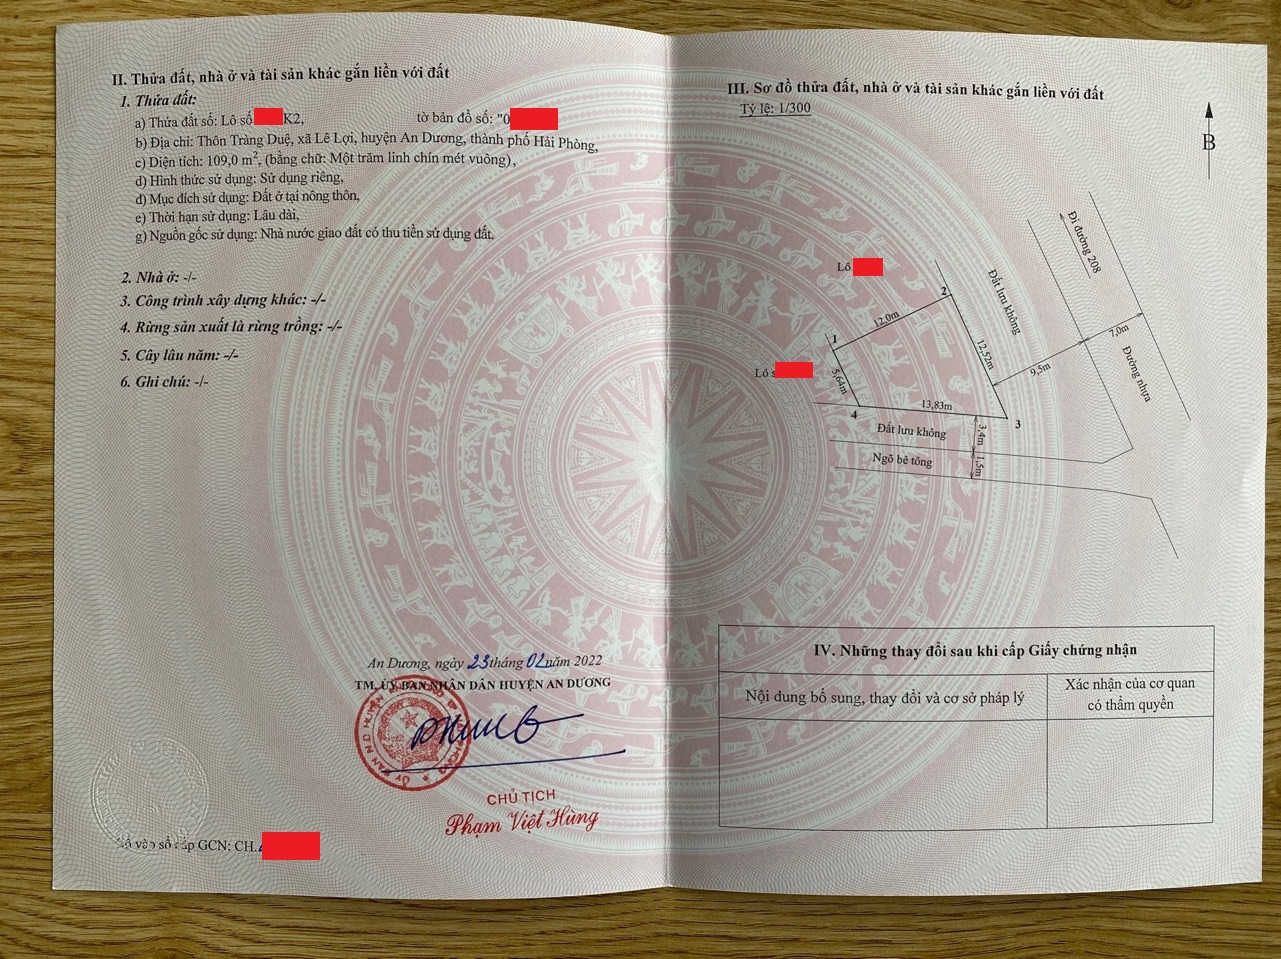 II. Thửa đất, nhà ở và tài sản khác gắn liền với đất
1. Thửa đất:
a) Thửa đất số: Lô số K2, tờ bản đồ số: "0
b) Địa chỉ: Thôn Tràng Duệ, xã Lê Lợi, huyện An Dương, thành phố Hải Phòng,
c) Diện tích: 109,0 m², (bằng chữ: Một trăm linh chín mét vuông),
d) Hình thức sử dụng: Sử dụng riêng,
đ) Mục đích sử dụng: Đất ở tại nông thôn,
e) Thời hạn sử dụng: Lâu dài,
g) Nguồn gốc sử dụng: Nhà nước giao đất có thu tiền sử dụng đất.
2. Nhà ở: -/-
3. Công trình xây dựng khác: -/-
4. Rừng sản xuất là rừng trồng: -/-
5. Cây lâu năm: -/-
6. Ghi chú: -/-
An Dương, ngày 23 tháng 02 năm 2022
TM. ỦY BAN NHÂN DÂN HUYỆN AN DƯƠNG
CHỦ TỊCH
Phạm Việt Hùng
Số vào sổ cấp GCN: CH.
III. Sơ đồ thửa đất, nhà ở và tài sản khác gắn liền với đất
Tỷ lệ: 1/300
B
Đi đường 208
Lô
Đất lưu không
2
12,0m
1
12,52m
7,0m
9,5m
Đường nhựa
Lô s
5,64m
13,83m
4
3
Đất lưu không
3,4m
Ngõ bê tông
1,5m
IV. Những thay đổi sau khi cấp Giấy chứng nhận
Nội dung bổ sung, thay đổi và cơ sở pháp lý
Xác nhận của cơ quan
có thẩm quyền